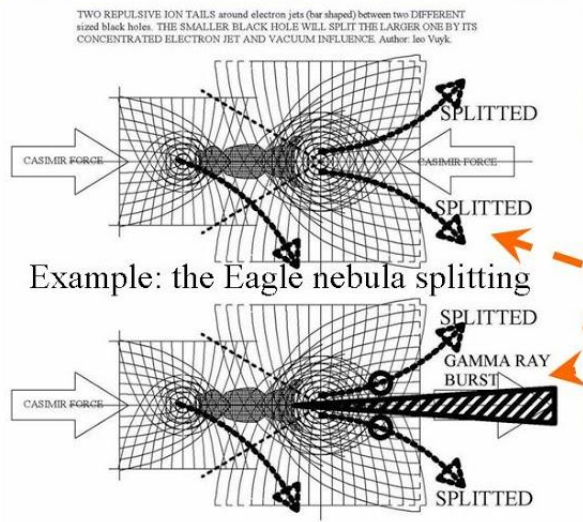 TWO REPULSIVE ION TAILS around electron jets (bar shaped) between two DIFFERENT
sized black holes. THE SMALLER BLACK HOLE WILL SPLIT THE LARGER ONE BY ITS
CONCENTRATED ELECTRON JET AND VACUUM INFLUENCE. Author: leo Vuyk.
SPLITTED
CASIMIR FORCE
CASIMIR FORCE
SPLITTED
Example: the Eagle nebula splitting
SPLITTED
GAMMA RAY
BURST
CASIMIR FORCE
SPLITTED